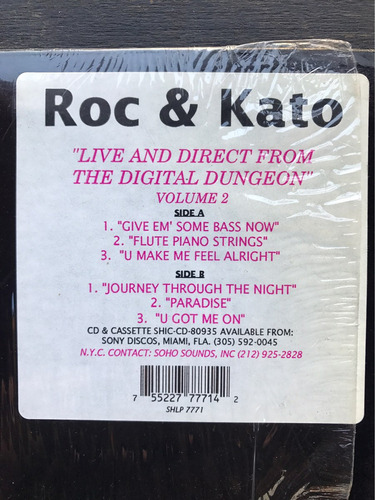 Roc & Kato
"LIVE AND DIRECT FROM
THE DIGITAL DUNGEON"
VOLUME 2
SIDE A
1. "GIVE EM' SOME BASS NOW"
2. "FLUTE PIANO STRINGS"
3. "U MAKE ME FEEL ALRIGHT"
SIDE B
1. "JOURNEY THROUGH THE NIGHT"
2. "PARADISE"
3. "U GOT ME ON"
CD & CASSETTE SHIC-CD-80935 AVAILABLE FROM:
SONY DISCOS, MIAMI, FLA. (305) 592-0045
N.Y.C. CONTACT: SOHO SOUNDS, INC (212) 925-2828
7 55227 77714 2
SHLP 7771